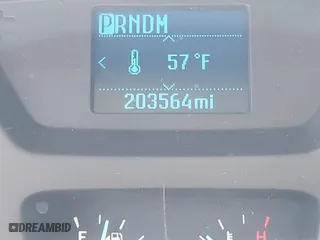 PRNDM
57 °F
203564mi
F
H
DREAMBID